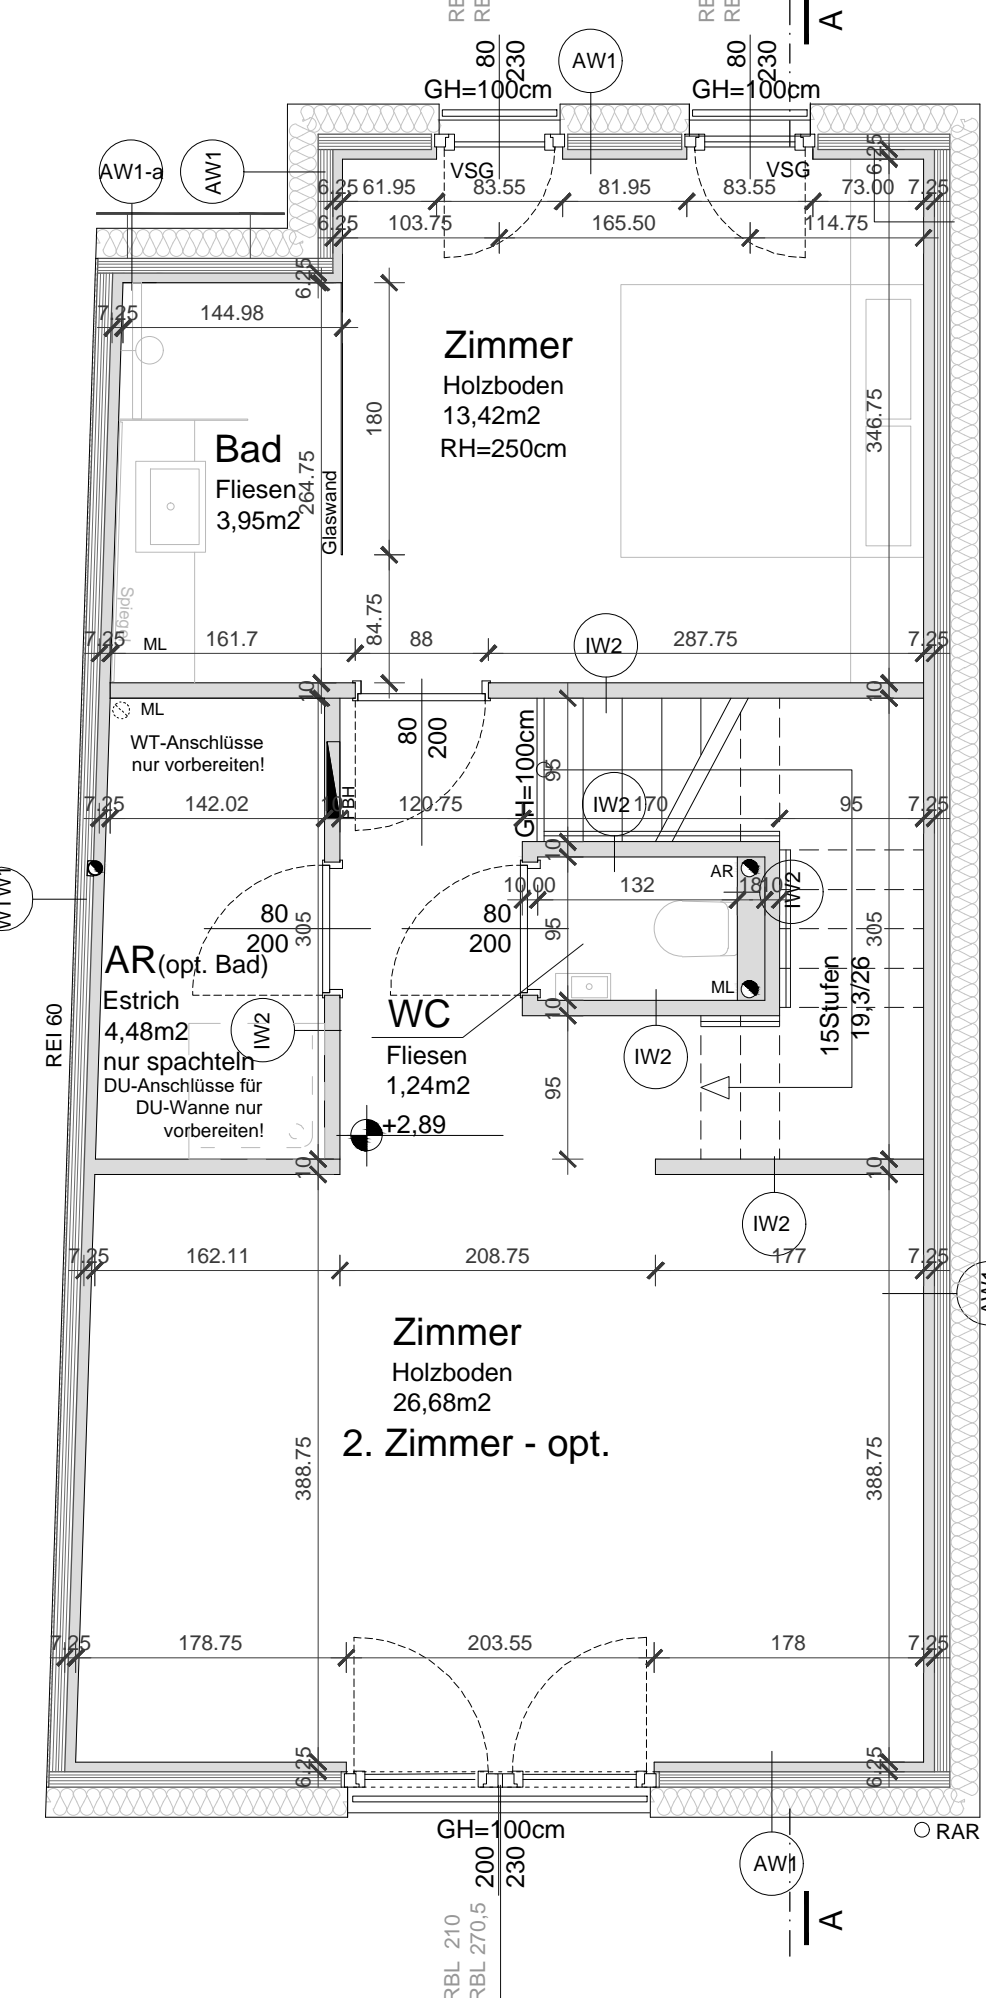 A
80
230
80
230
AW1
GH=100cm
GH=100cm
AW1-a
AW1
VSG
VSG
6.25
6.25 61.95
83.55
81.95
83.55
73.00
7.25
6.25
103.75
165.50
114.75
6.25
7.25
144.98
Zimmer
Holzboden
13,42m2
RH=250cm
180
346.75
Bad
Fliesen
3,95m2
264.75
Glaswand
84.75
7.25
ML
161.7
88
IW2
287.75
7.25
10
10
ML
WT-Anschlüsse
nur vorbereiten!
80
200
GH=100cm
95
7.25
142.02
10
FBH
120.75
IW2
170
95
7.25
WTW1
10
AR
10,00
132
18
10
IW2
80
200
305
80
200
95
305
AR(opt. Bad)
Estrich
4,48m2
nur spachteln
DU-Anschlüsse für
DU-Wanne nur
vorbereiten!
REI 60
IW2
ML
10
WC
Fliesen
1,24m2
IW2
15Stufen
19,3/26
95
+2,89
10
10
IW2
7.25
162.11
208.75
177
7.25
AW1
Zimmer
Holzboden
26,68m2
2. Zimmer - opt.
388.75
388.75
7.25
178.75
203.55
178
7.25
6.25
6.25
GH=100cm
200
230
RAR
AW1
A
RBL 210
RBL 270,5